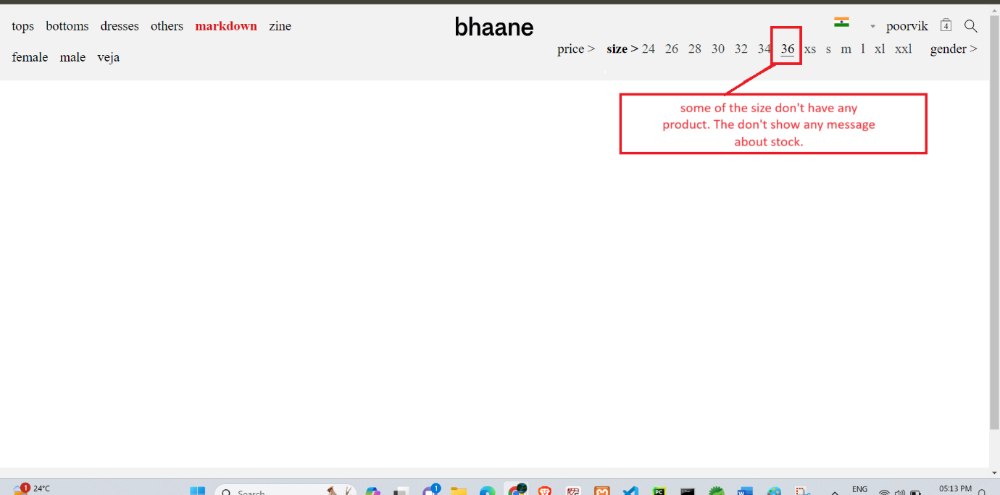 tops bottoms dresses others markdown zine
bhaane
poorvik 4
price > size > 24 26 28 30 32 34 36 xs s m l xl xxl gender >
female male veja
some of the size don't have any
product. The don't show any message
about stock.
1 24°C
Search
1
PC
W
ENG
05:13 PM